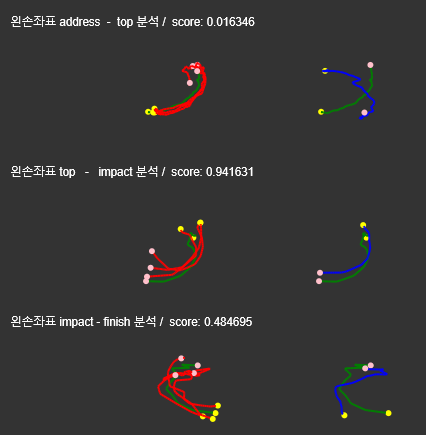 왼손좌표 address - top 분석 / score: 0.016346
왼손좌표 top - impact 분석 / score: 0.941631
왼손좌표 impact - finish 분석 / score: 0.484695